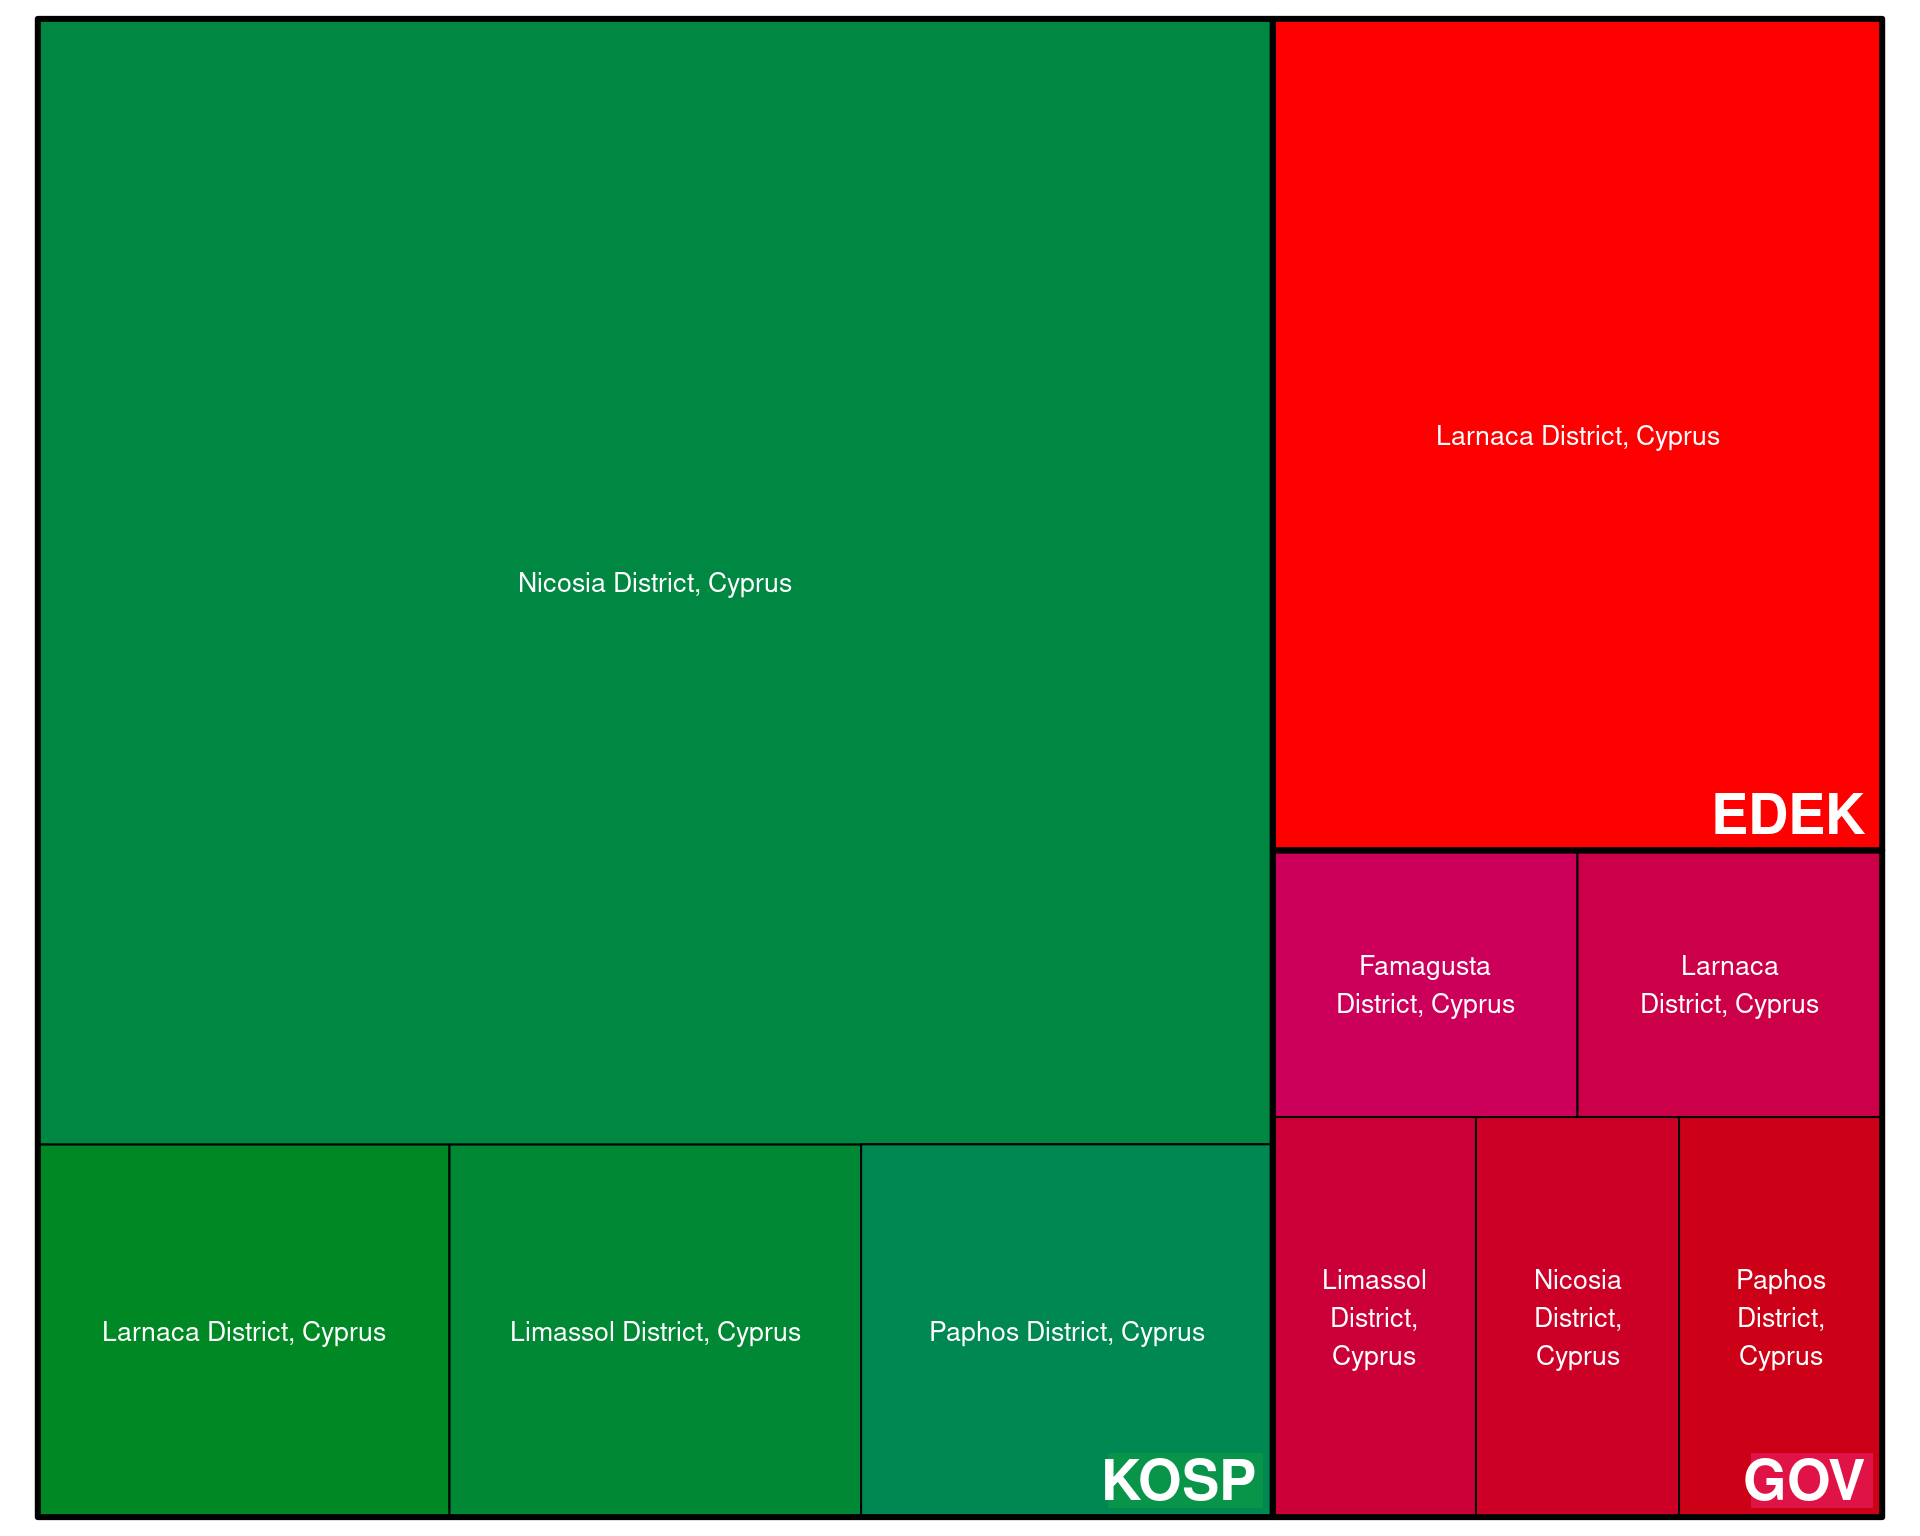 Nicosia District, Cyprus
Larnaca District, Cyprus
Limassol District, Cyprus
Paphos District, Cyprus
KOSP
Larnaca District, Cyprus
EDEK
Famagusta
District, Cyprus
Larnaca
District, Cyprus
Limassol
District,
Cyprus
Nicosia
District,
Cyprus
Paphos
District,
Cyprus
GOV